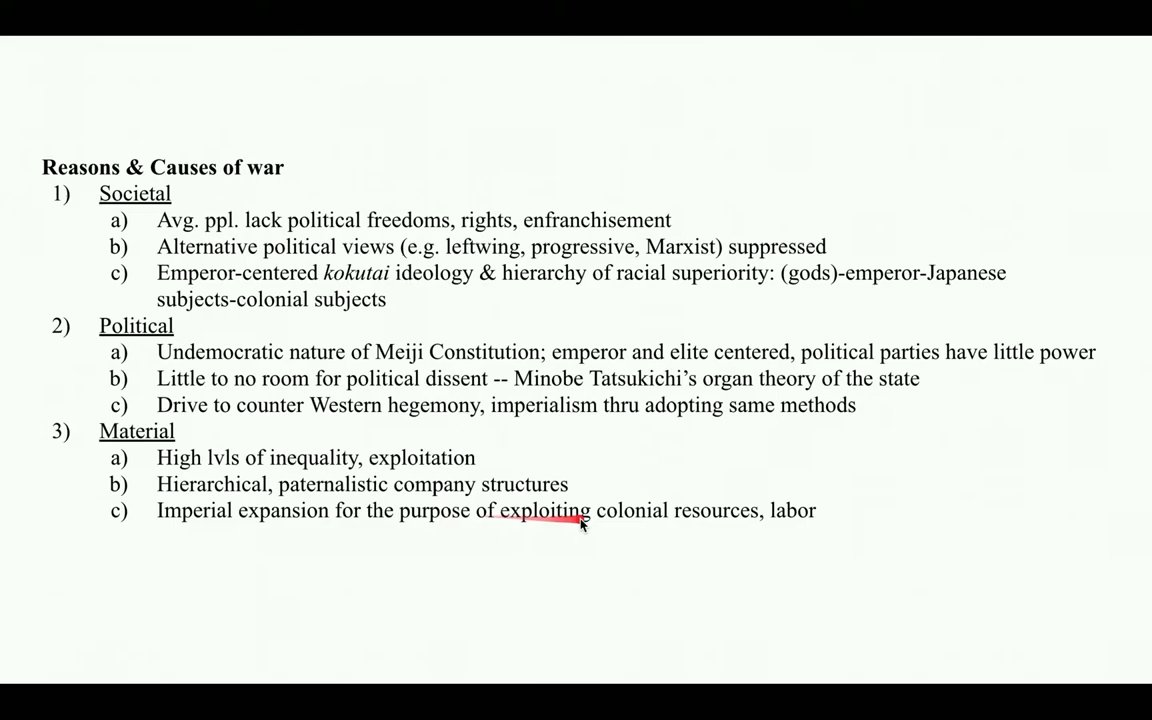 Reasons & Causes of war
1) Societal
a) Avg. ppl. lack political freedoms, rights, enfranchisement
b) Alternative political views (e.g. leftwing, progressive, Marxist) suppressed
c) Emperor-centered kokutai ideology & hierarchy of racial superiority: (gods)-emperor-Japanese
subjects-colonial subjects
2) Political
a) Undemocratic nature of Meiji Constitution; emperor and elite centered, political parties have little power
b) Little to no room for political dissent -- Minobe Tatsukichi’s organ theory of the state
c) Drive to counter Western hegemony, imperialism thru adopting same methods
3) Material
a) High lvls of inequality, exploitation
b) Hierarchical, paternalistic company structures
c) Imperial expansion for the purpose of exploiting colonial resources, labor